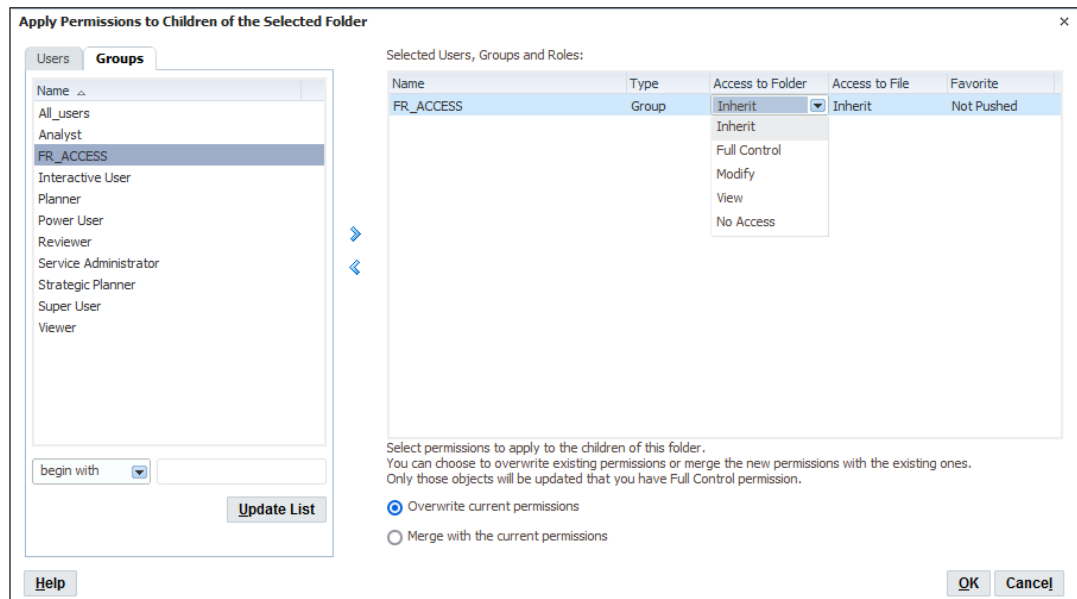 Apply Permissions to Children of the Selected Folder
Users Groups
Name
All_users
Analyst
FR_ACCESS
Interactive User
Planner
Power User
Reviewer
Service Administrator
Strategic Planner
Super User
Viewer
begin with
Update List
Selected Users, Groups and Roles:
Name Type Access to Folder Access to File Favorite
FR_ACCESS Group Inherit Inherit Not Pushed
Inherit
Full Control
Modify
View
No Access
Select permissions to apply to the children of this folder.
You can choose to overwrite existing permissions or merge the new permissions with the existing ones.
Only those objects will be updated that you have Full Control permission.
Overwrite current permissions
Merge with the current permissions
Help OK Cancel